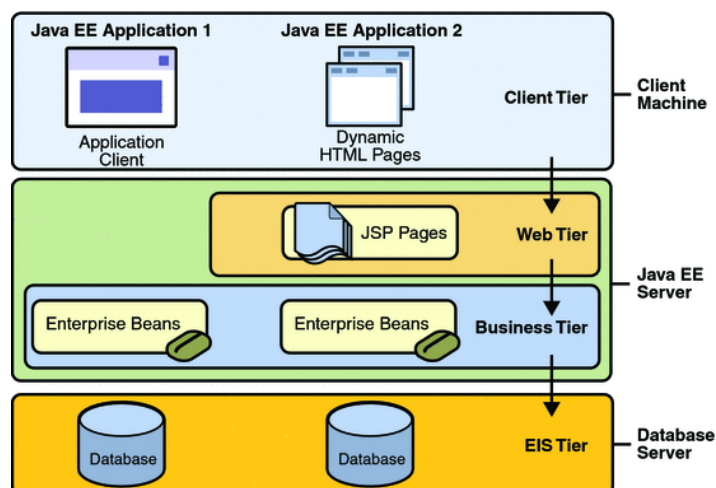 Java EE Application 1
Java EE Application 2
Application
Client
Dynamic
HTML Pages
Client Tier
Client
Machine
JSP Pages
Web Tier
Java EE
Server
Enterprise Beans
Enterprise Beans
Business Tier
Database
Database
EIS Tier
Database
Server